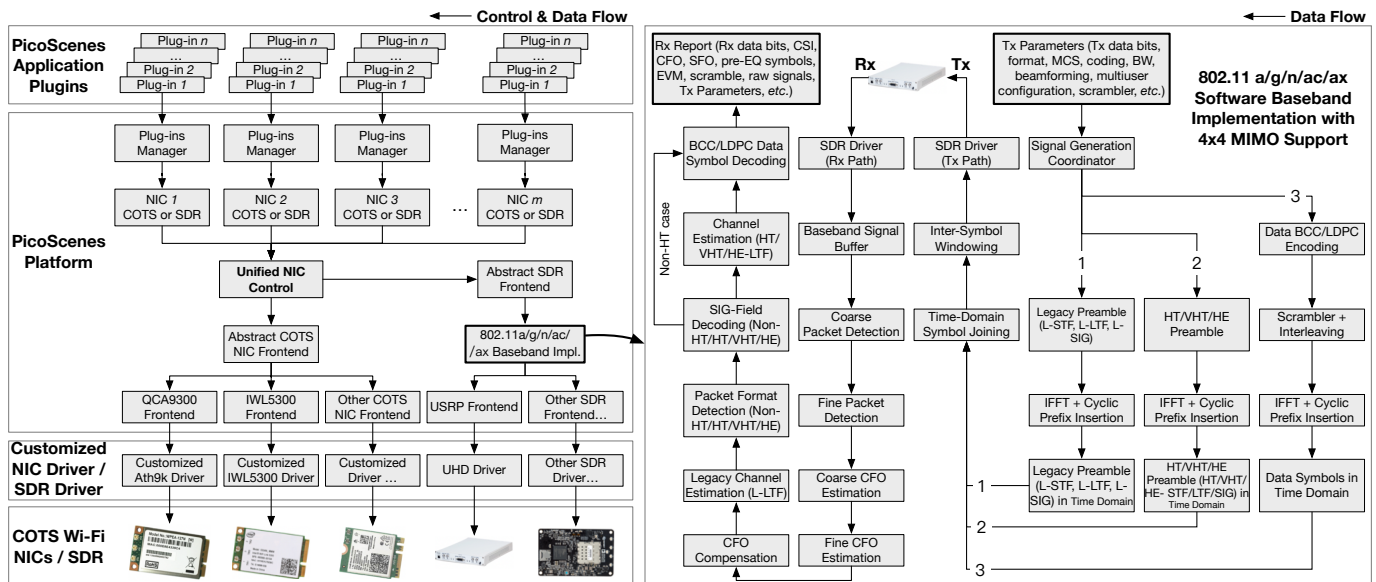 Control & Data Flow
PicoScenes
Application
Plugins
Plug-in n
...
Plug-in 2
Plug-in 1
Plug-in n
...
Plug-in 2
Plug-in 1
Plug-in n
...
Plug-in 2
Plug-in 1
Plug-in n
...
Plug-in 2
Plug-in 1
PicoScenes
Platform
Plug-ins
Manager
Plug-ins
Manager
Plug-ins
Manager
Plug-ins
Manager
NIC 1
COTS or SDR
NIC 2
COTS or SDR
NIC 3
COTS or SDR
...
NIC m
COTS or SDR
Unified NIC
Control
Abstract SDR
Frontend
Abstract COTS
NIC Frontend
802.11a/g/n/ac/
/ax Baseband Impl.
QCA9300
Frontend
IWL5300
Frontend
Other COTS
NIC Frontend
USRP Frontend
Other SDR
Frontend...
Customized
NIC Driver /
SDR Driver
Customized
Ath9k Driver
Customized
IWL5300 Driver
Customized
Driver ...
UHD Driver
Other SDR
Driver...
COTS Wi-Fi
NICs / SDR
Data Flow
Rx Report (Rx data bits, CSI,
CFO, SFO, pre-EQ symbols,
EVM, scramble, raw signals,
Tx Parameters, etc.)
Rx
Tx
Tx Parameters (Tx data bits,
format, MCS, coding, BW,
beamforming, multiuser
configuration, scrambler, etc.)
802.11 a/g/n/ac/ax
Software Baseband
Implementation with
4x4 MIMO Support
BCC/LDPC Data
Symbol Decoding
SDR Driver
(Rx Path)
SDR Driver
(Tx Path)
Signal Generation
Coordinator
3
Non-HT case
Channel
Estimation (HT/
VHT/HE-LTF)
Baseband Signal
Buffer
Inter-Symbol
Windowing
Data BCC/LDPC
Encoding
1
2
SIG-Field
Decoding (Non-
HT/HT/VHT/HE)
Coarse
Packet Detection
Time-Domain
Symbol Joining
Legacy Preamble
(L-STF, L-LTF, L-
SIG)
HT/VHT/HE
Preamble
Scrambler +
Interleaving
Packet Format
Detection (Non-
HT/HT/VHT/HE)
Fine Packet
Detection
IFFT + Cyclic
Prefix Insertion
IFFT + Cyclic
Prefix Insertion
IFFT + Cyclic
Prefix Insertion
Legacy Channel
Estimation (L-LTF)
Coarse CFO
Estimation
1
Legacy Preamble
(L-STF, L-LTF, L-
SIG) in Time Domain
HT/VHT/HE
Preamble (HT/VHT/
HE- STF/LTF/SIG) in
Time Domain
Data Symbols in
Time Domain
2
CFO
Compensation
Fine CFO
Estimation
3